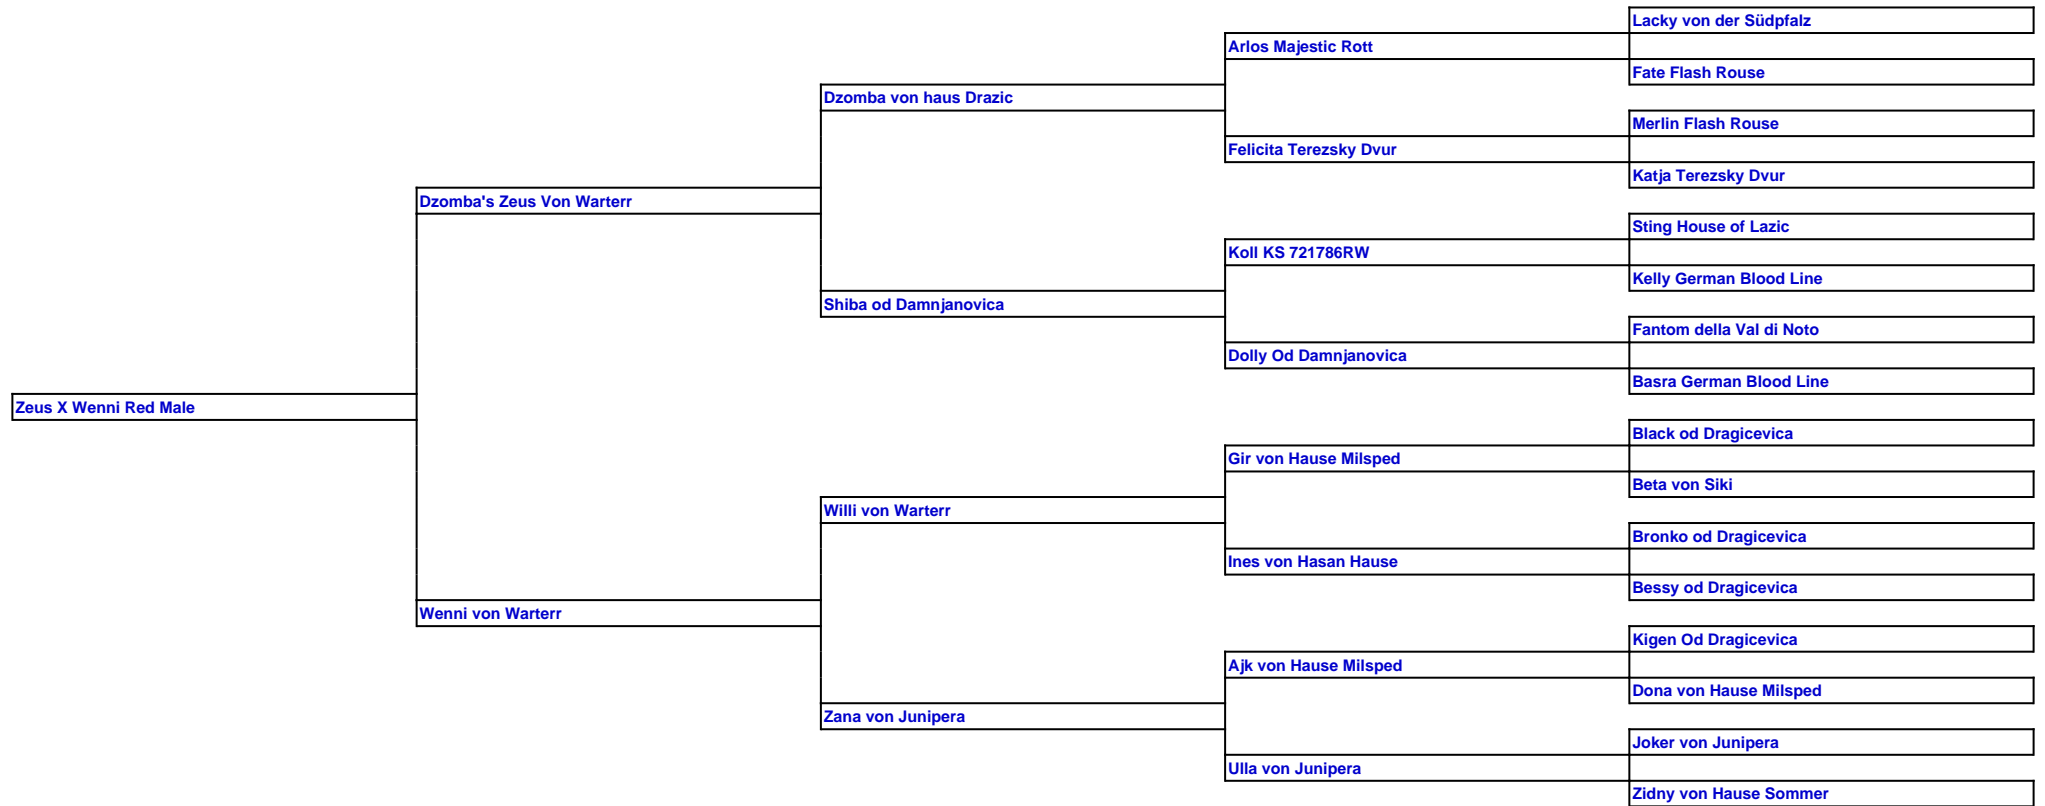 Lacky von der Südpfalz
Arlos Majestic Rott
Fate Flash Rouse
Dzomba von haus Drazic
Merlin Flash Rouse
Felicita Terezsky Dvur
Katja Terezsky Dvur
Dzomba's Zeus Von Warterr
Sting House of Lazic
Koll KS 721786RW
Kelly German Blood Line
Shiba od Damnjanovica
Fantom della Val di Noto
Dolly Od Damnjanovica
Basra German Blood Line
Zeus X Wenni Red Male
Black od Dragicevica
Gir von Hause Milsped
Beta von Siki
Willi von Warterr
Bronko od Dragicevica
Ines von Hasan Hause
Bessy od Dragicevica
Wenni von Warterr
Kigen Od Dragicevica
Ajk von Hause Milsped
Dona von Hause Milsped
Zana von Junipera
Joker von Junipera
Ulla von Junipera
Zidny von Hause Sommer